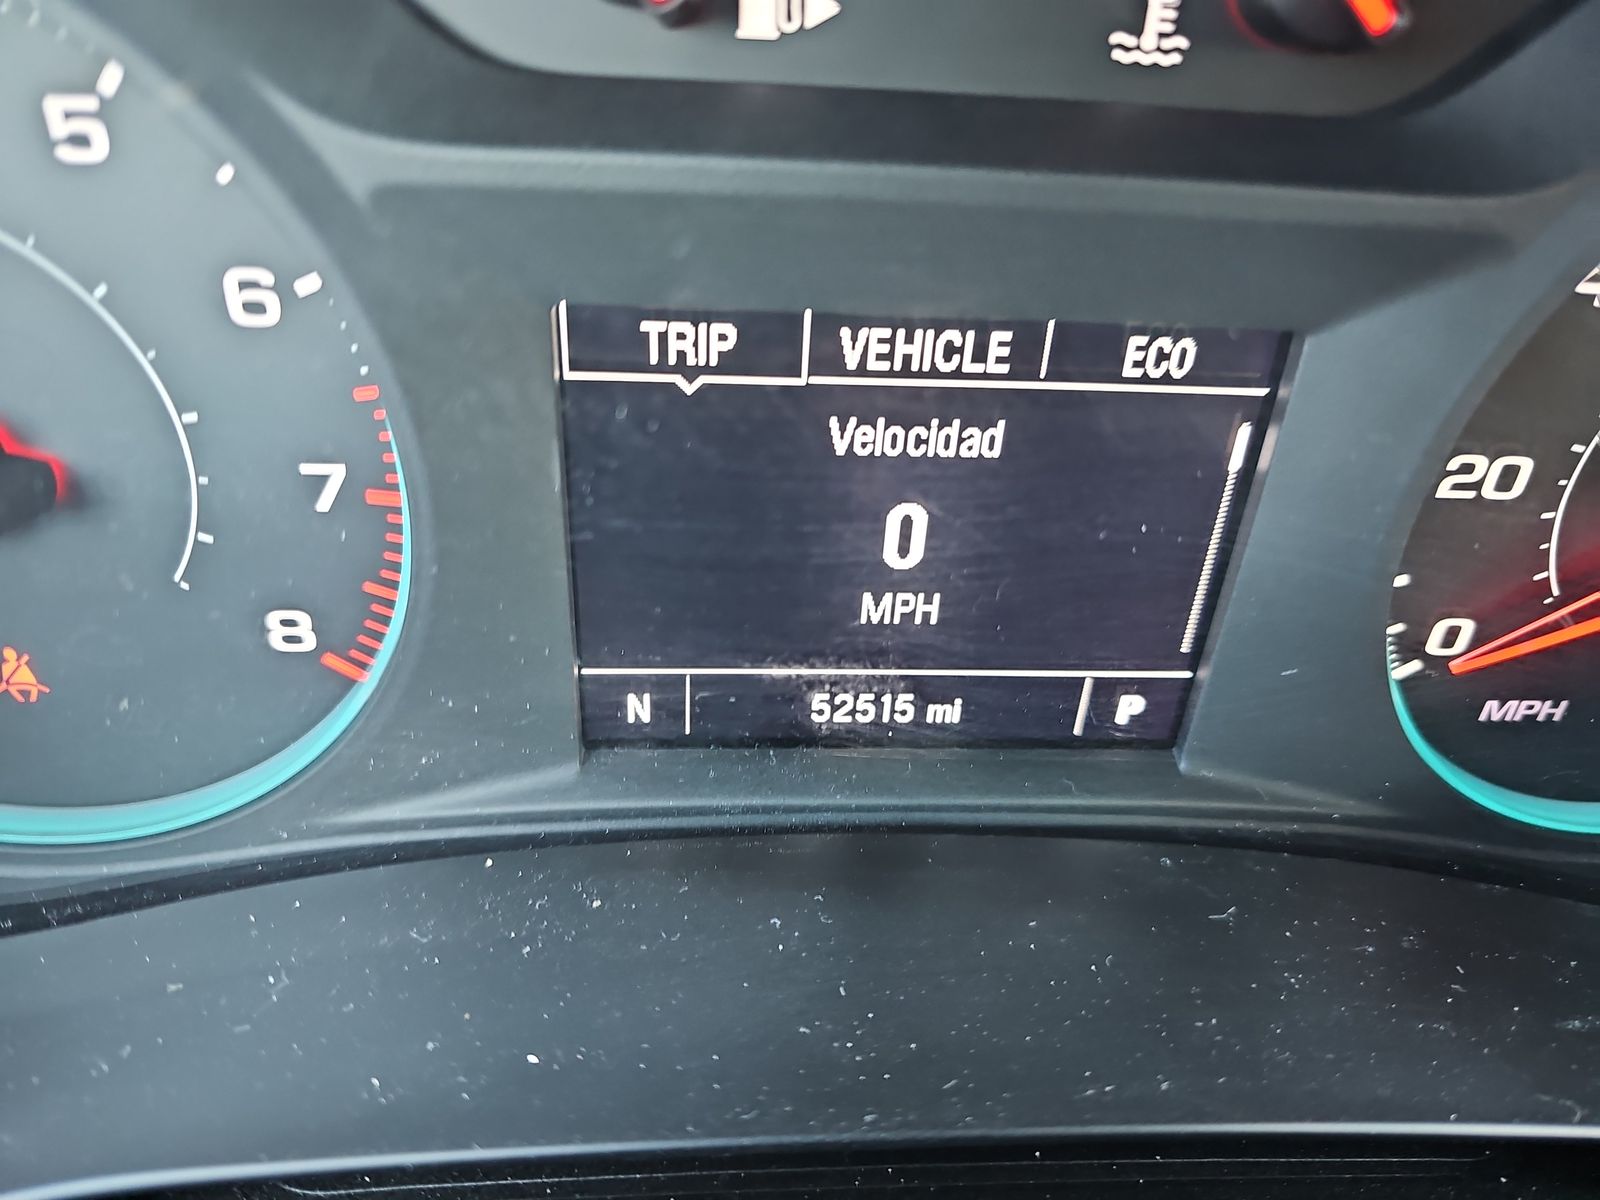 5
6
7
8
TRIP VEHICLE ECO
Velocidad
0
MPH
N 52515 mi P
20
0
MPH